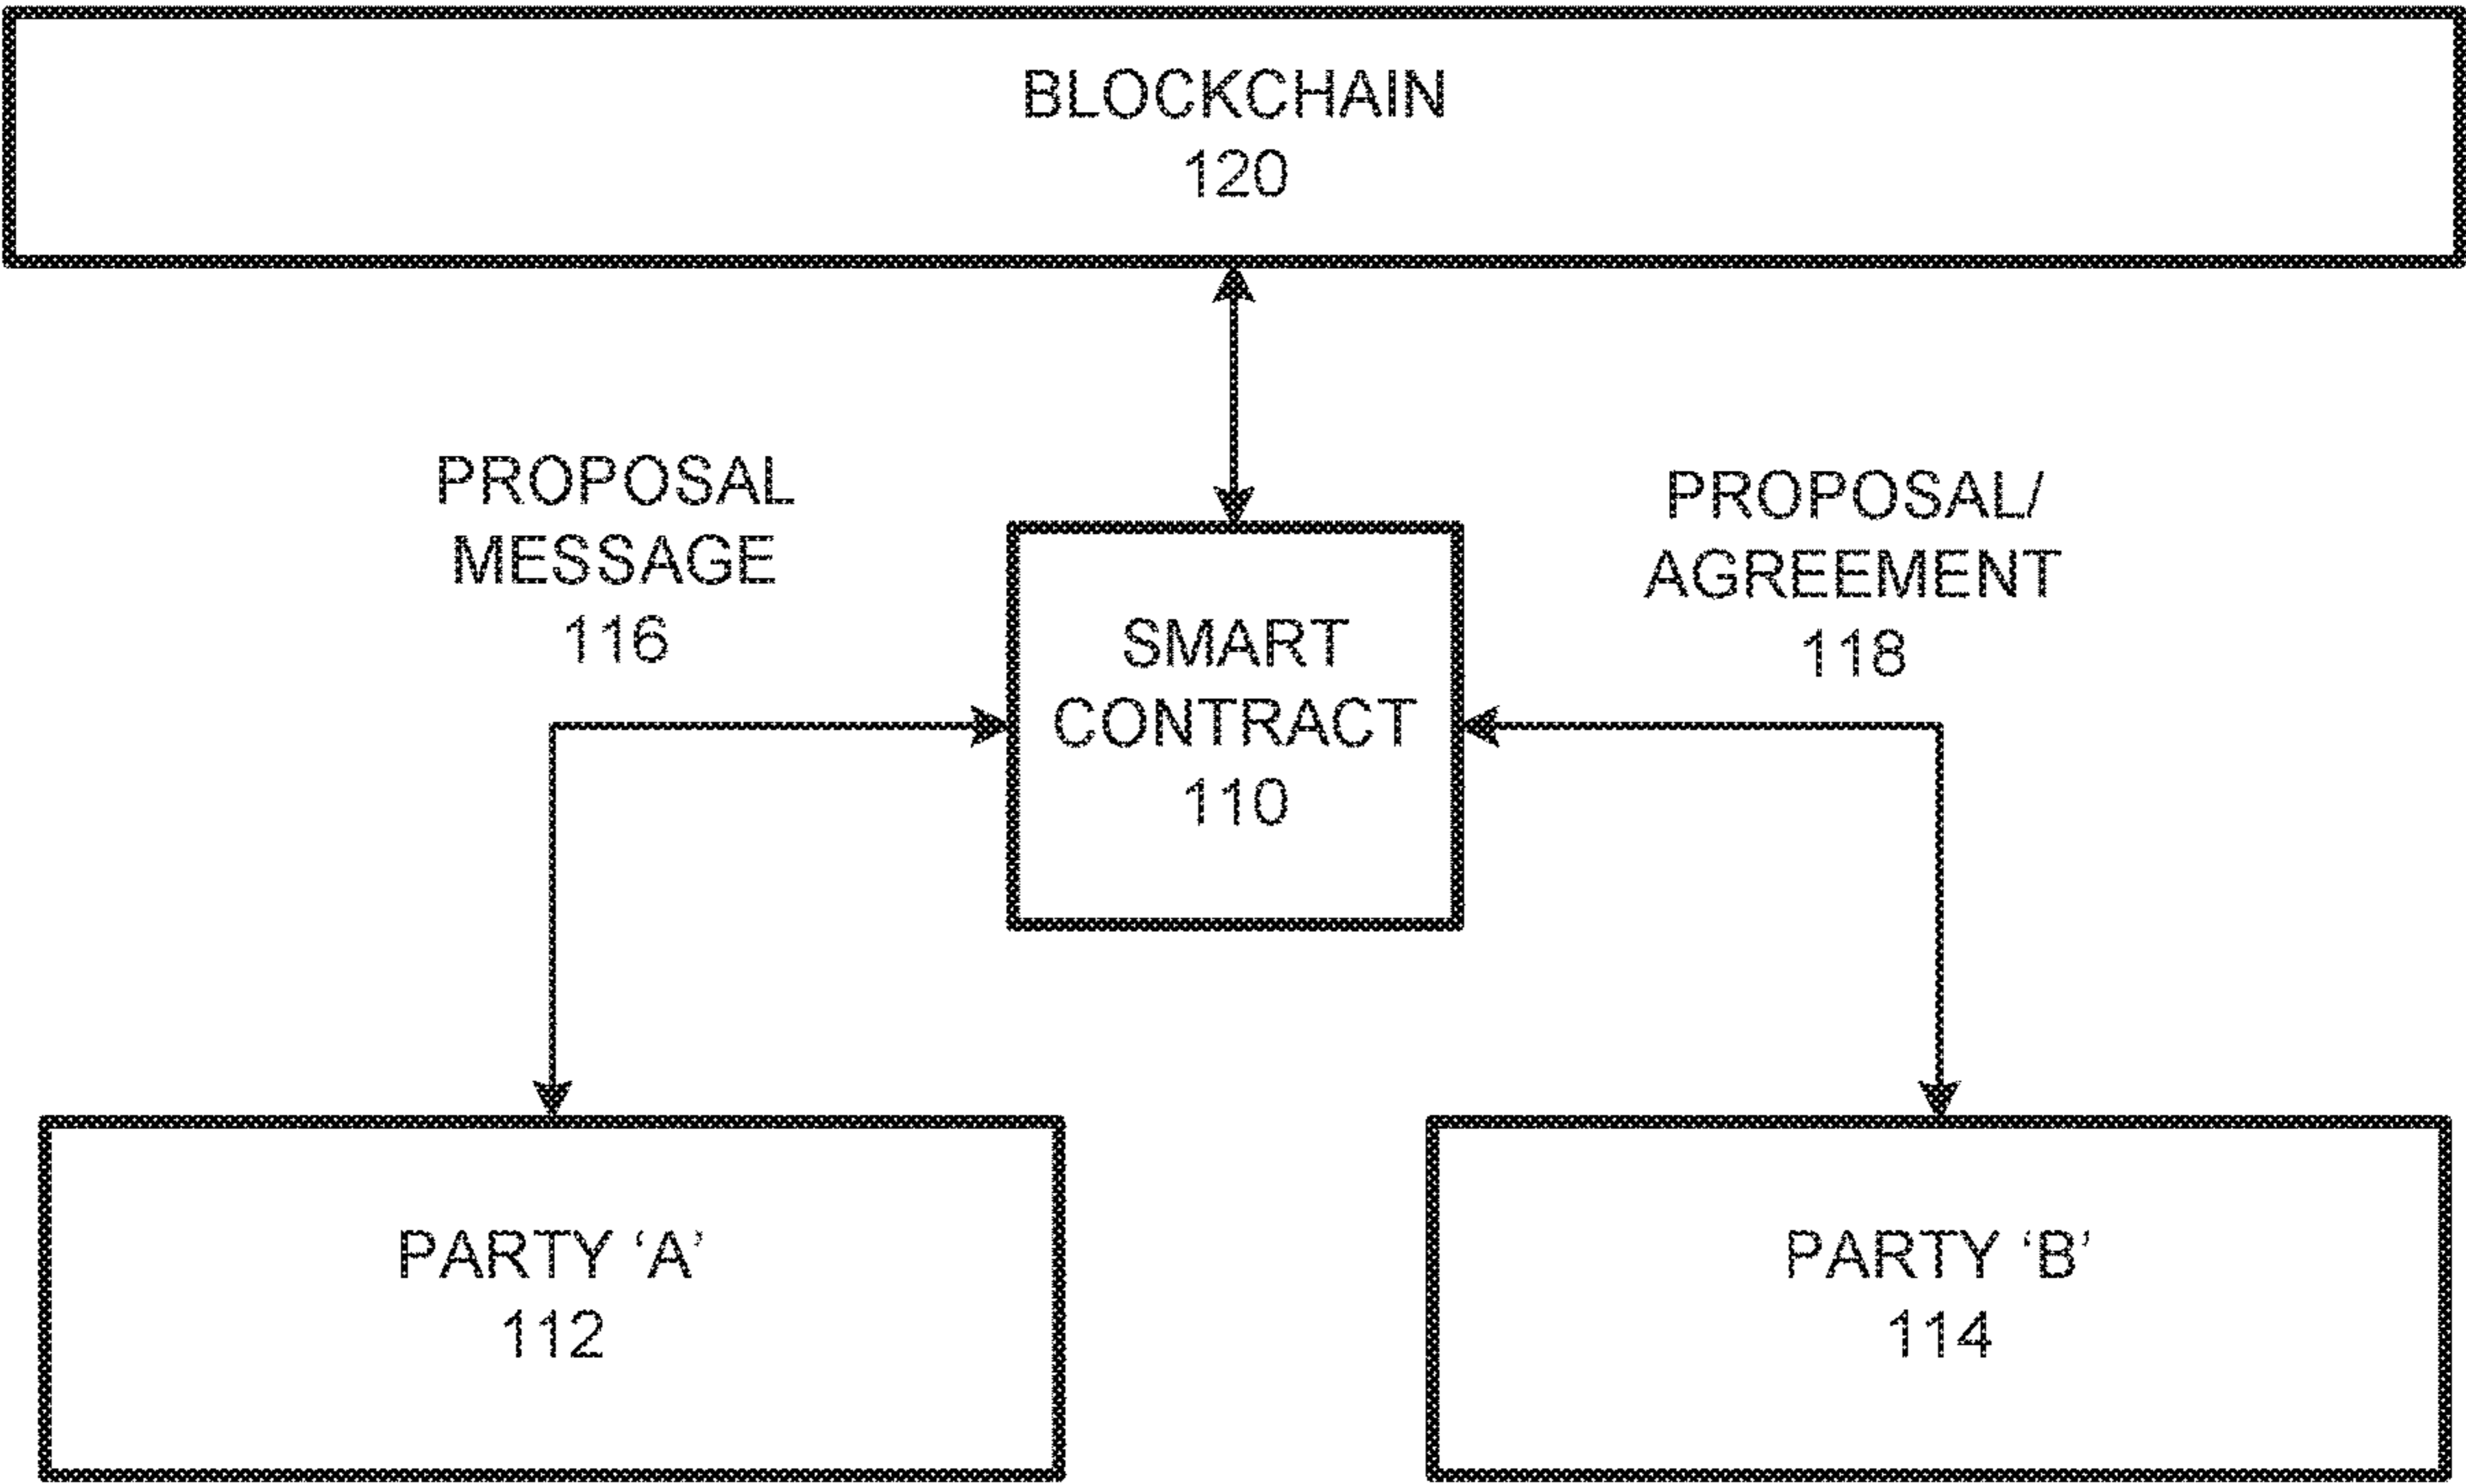 BLOCKCHAIN
120
PROPOSAL
MESSAGE
116
PROPOSAL/
AGREEMENT
118
SMART
CONTRACT
110
PARTY ‘A’
112
PARTY ‘B’
114